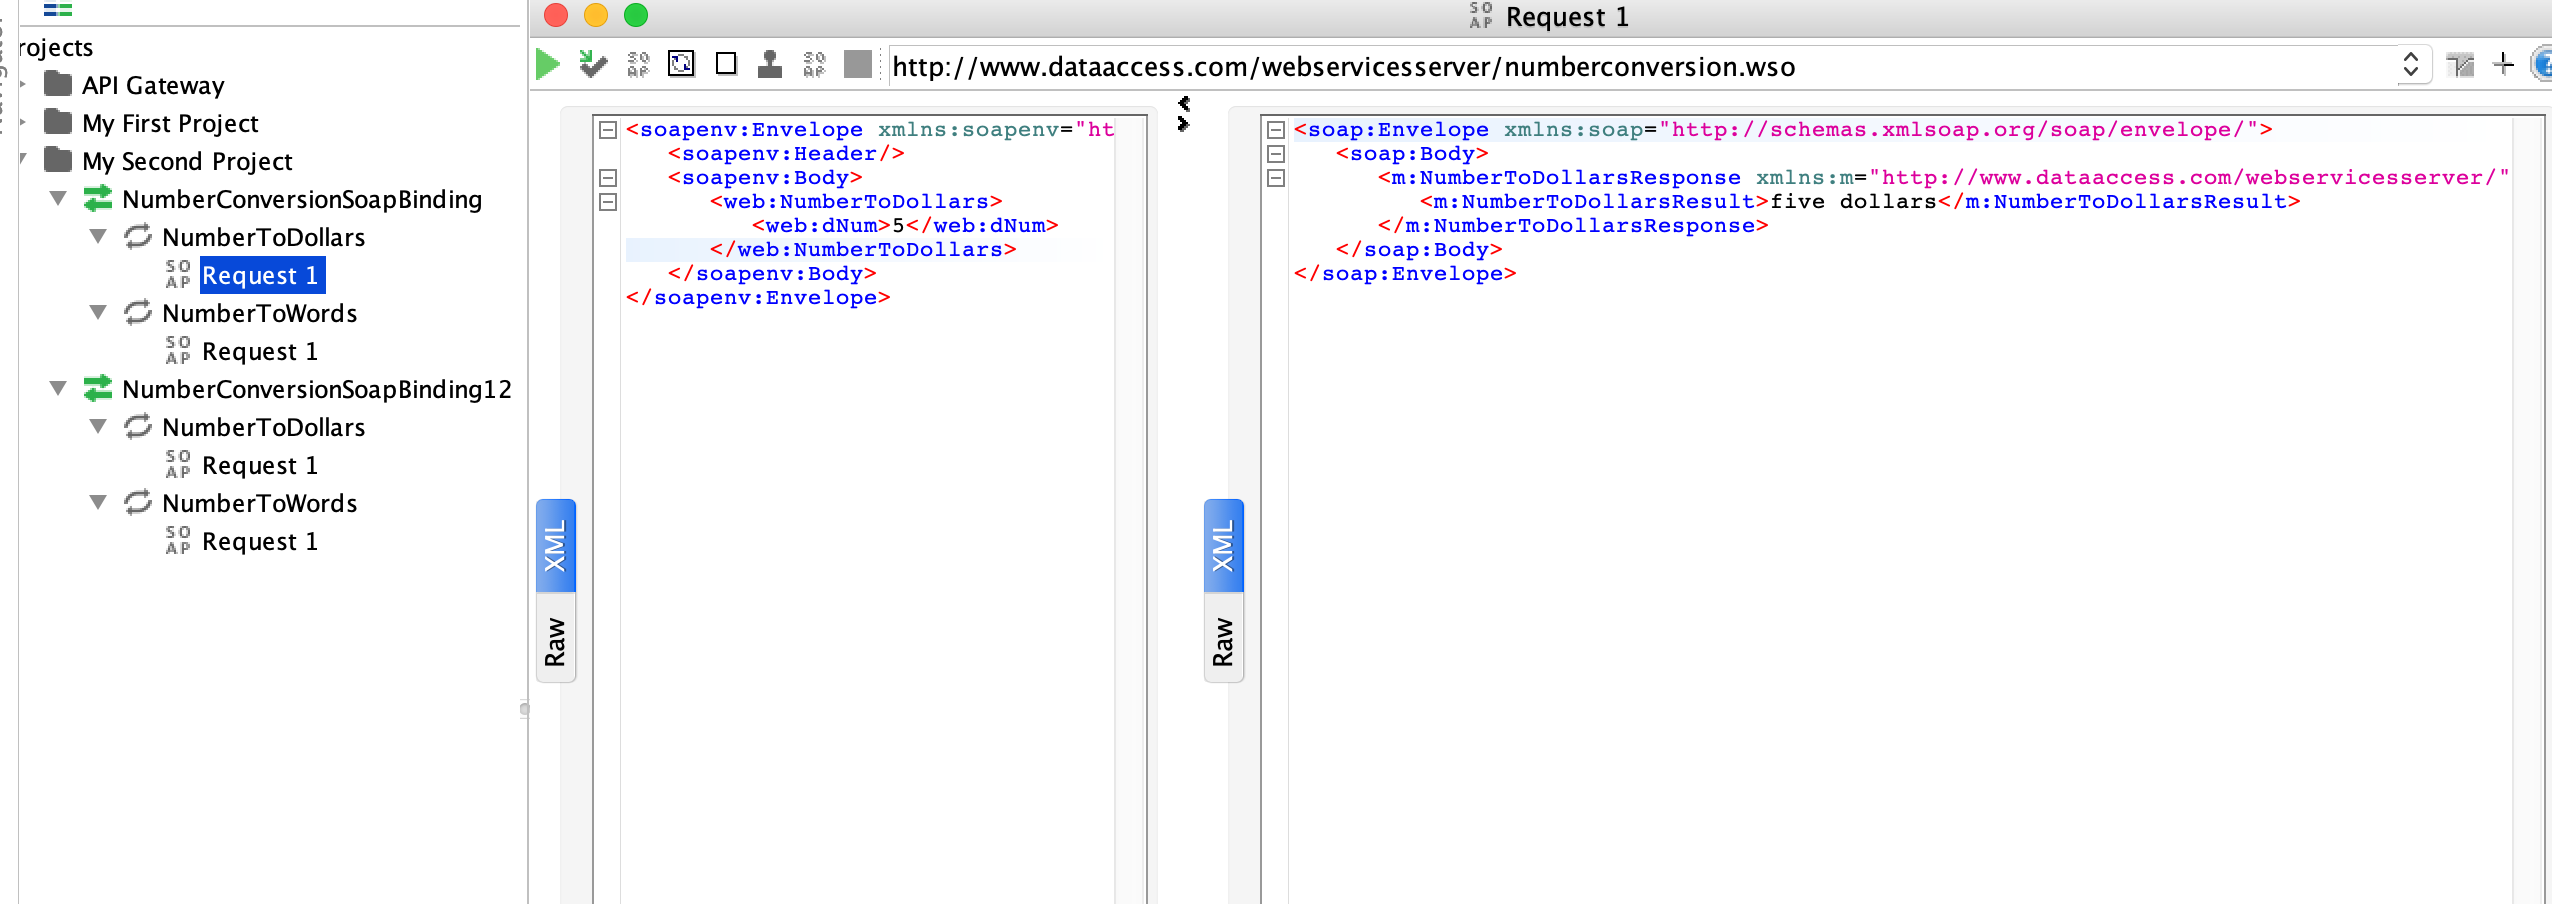 Request 1
http://www.dataaccess.com/webservicesserver/numberconversion.wso
rojects
API Gateway
My First Project
My Second Project
NumberConversionSoapBinding
NumberToDollars
SOAP Request 1
NumberToWords
SOAP Request 1
NumberConversionSoapBinding12
NumberToDollars
SOAP Request 1
NumberToWords
SOAP Request 1
XML
Raw
<soapenv:Envelope xmlns:soapenv="ht
<soapenv:Header/>
<soapenv:Body>
<web:NumberToDollars>
<web:dNum>5</web:dNum>
</web:NumberToDollars>
</soapenv:Body>
</soapenv:Envelope>
XML
Raw
<soap:Envelope xmlns:soap="http://schemas.xmlsoap.org/soap/envelope/">
<soap:Body>
<m:NumberToDollarsResponse xmlns:m="http://www.dataaccess.com/webservicesserver/"
<m:NumberToDollarsResult>five dollars</m:NumberToDollarsResult>
</m:NumberToDollarsResponse>
</soap:Body>
</soap:Envelope>